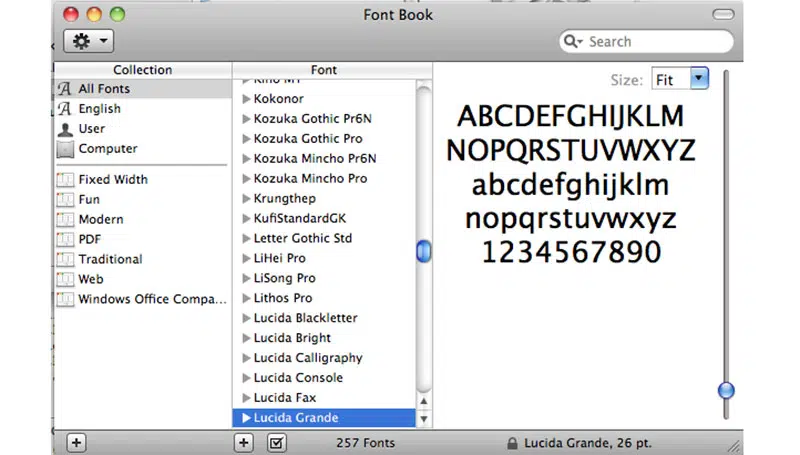 Font Book
Search
Collection
All Fonts
English
User
Computer
Fixed Width
Fun
Modern
PDF
Traditional
Web
Windows Office Compa...
Font
Kokonor
Kozuka Gothic Pr6N
Kozuka Gothic Pro
Kozuka Mincho Pr6N
Kozuka Mincho Pro
Krungthep
KufiStandardGK
Letter Gothic Std
LiHei Pro
LiSong Pro
Lithos Pro
Lucida Blackletter
Lucida Bright
Lucida Calligraphy
Lucida Console
Lucida Fax
Lucida Grande
Size: Fit
ABCDEFGHIJKLM
NOPQRSTUVWXYZ
abcdefghijklm
nopqrstuvwxyz
1234567890
257 Fonts
Lucida Grande, 26 pt.